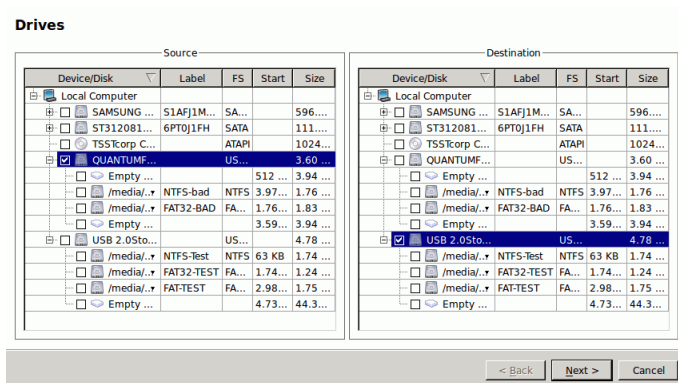 Drives
Source
Device/Disk Label FS Start Size
Local Computer
SAMSUNG ... S1AFJ1M... SA... 596....
ST312081... 6PT0J1FH SATA 111....
TSSTcorp C... ATAPI 1024...
QUANTUMF... US... 3.60 ...
Empty ... 512 ... 3.94 ...
/media/.. NTFS-bad NTFS 3.97... 1.76 ...
/media/.. FAT32-BAD FA... 1.76... 1.83 ...
Empty ... 3.59... 3.94 ...
USB 2.0Sto... US... 4.78 ...
/media/.. NTFS-Test NTFS 63 KB 1.74 ...
/media/.. FAT32-TEST FA... 1.74... 1.24 ...
/media/.. FAT-TEST FA... 2.98... 1.75 ...
Empty ... 4.73... 44.3...
Destination
Device/Disk Label FS Start Size
Local Computer
SAMSUNG ... S1AFJ1M... SA... 596....
ST312081... 6PT0J1FH SATA 111....
TSSTcorp C... ATAPI 1024...
QUANTUMF... US... 3.60 ...
Empty ... 512 ... 3.94 ...
/media/.. NTFS-bad NTFS 3.97... 1.76 ...
/media/.. FAT32-BAD FA... 1.76... 1.83 ...
Empty ... 3.59... 3.94 ...
USB 2.0Sto... US... 4.78 ...
/media/.. NTFS-Test NTFS 63 KB 1.74 ...
/media/.. FAT32-TEST FA... 1.74... 1.24 ...
/media/.. FAT-TEST FA... 2.98... 1.75 ...
Empty ... 4.73... 44.3...
< Back Next > Cancel